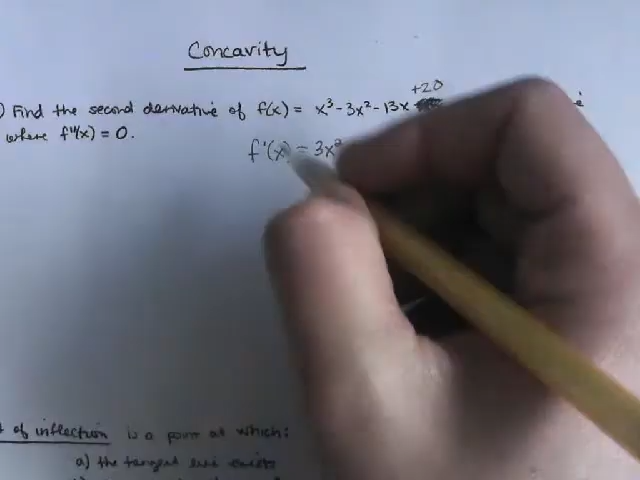 Concavity
) Find the second derivative of f(x) = x³ - 3x² - 13x +20
where f"(x) = 0.
f'(x) = 3x²
of inflection is a point at which:
a) the tangent line exists